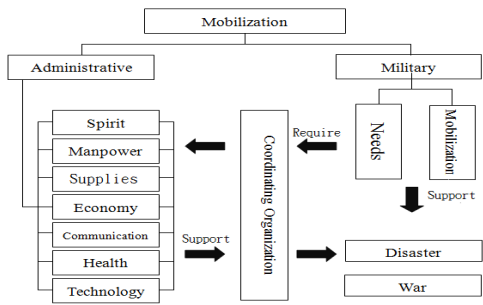 Mobilization
Administrative
Military
Spirit
Manpower
Supplies
Economy
Communication
Health
Technology
Support
Coordinating Organization
Require
Needs
Mobilization
Support
Disaster
War